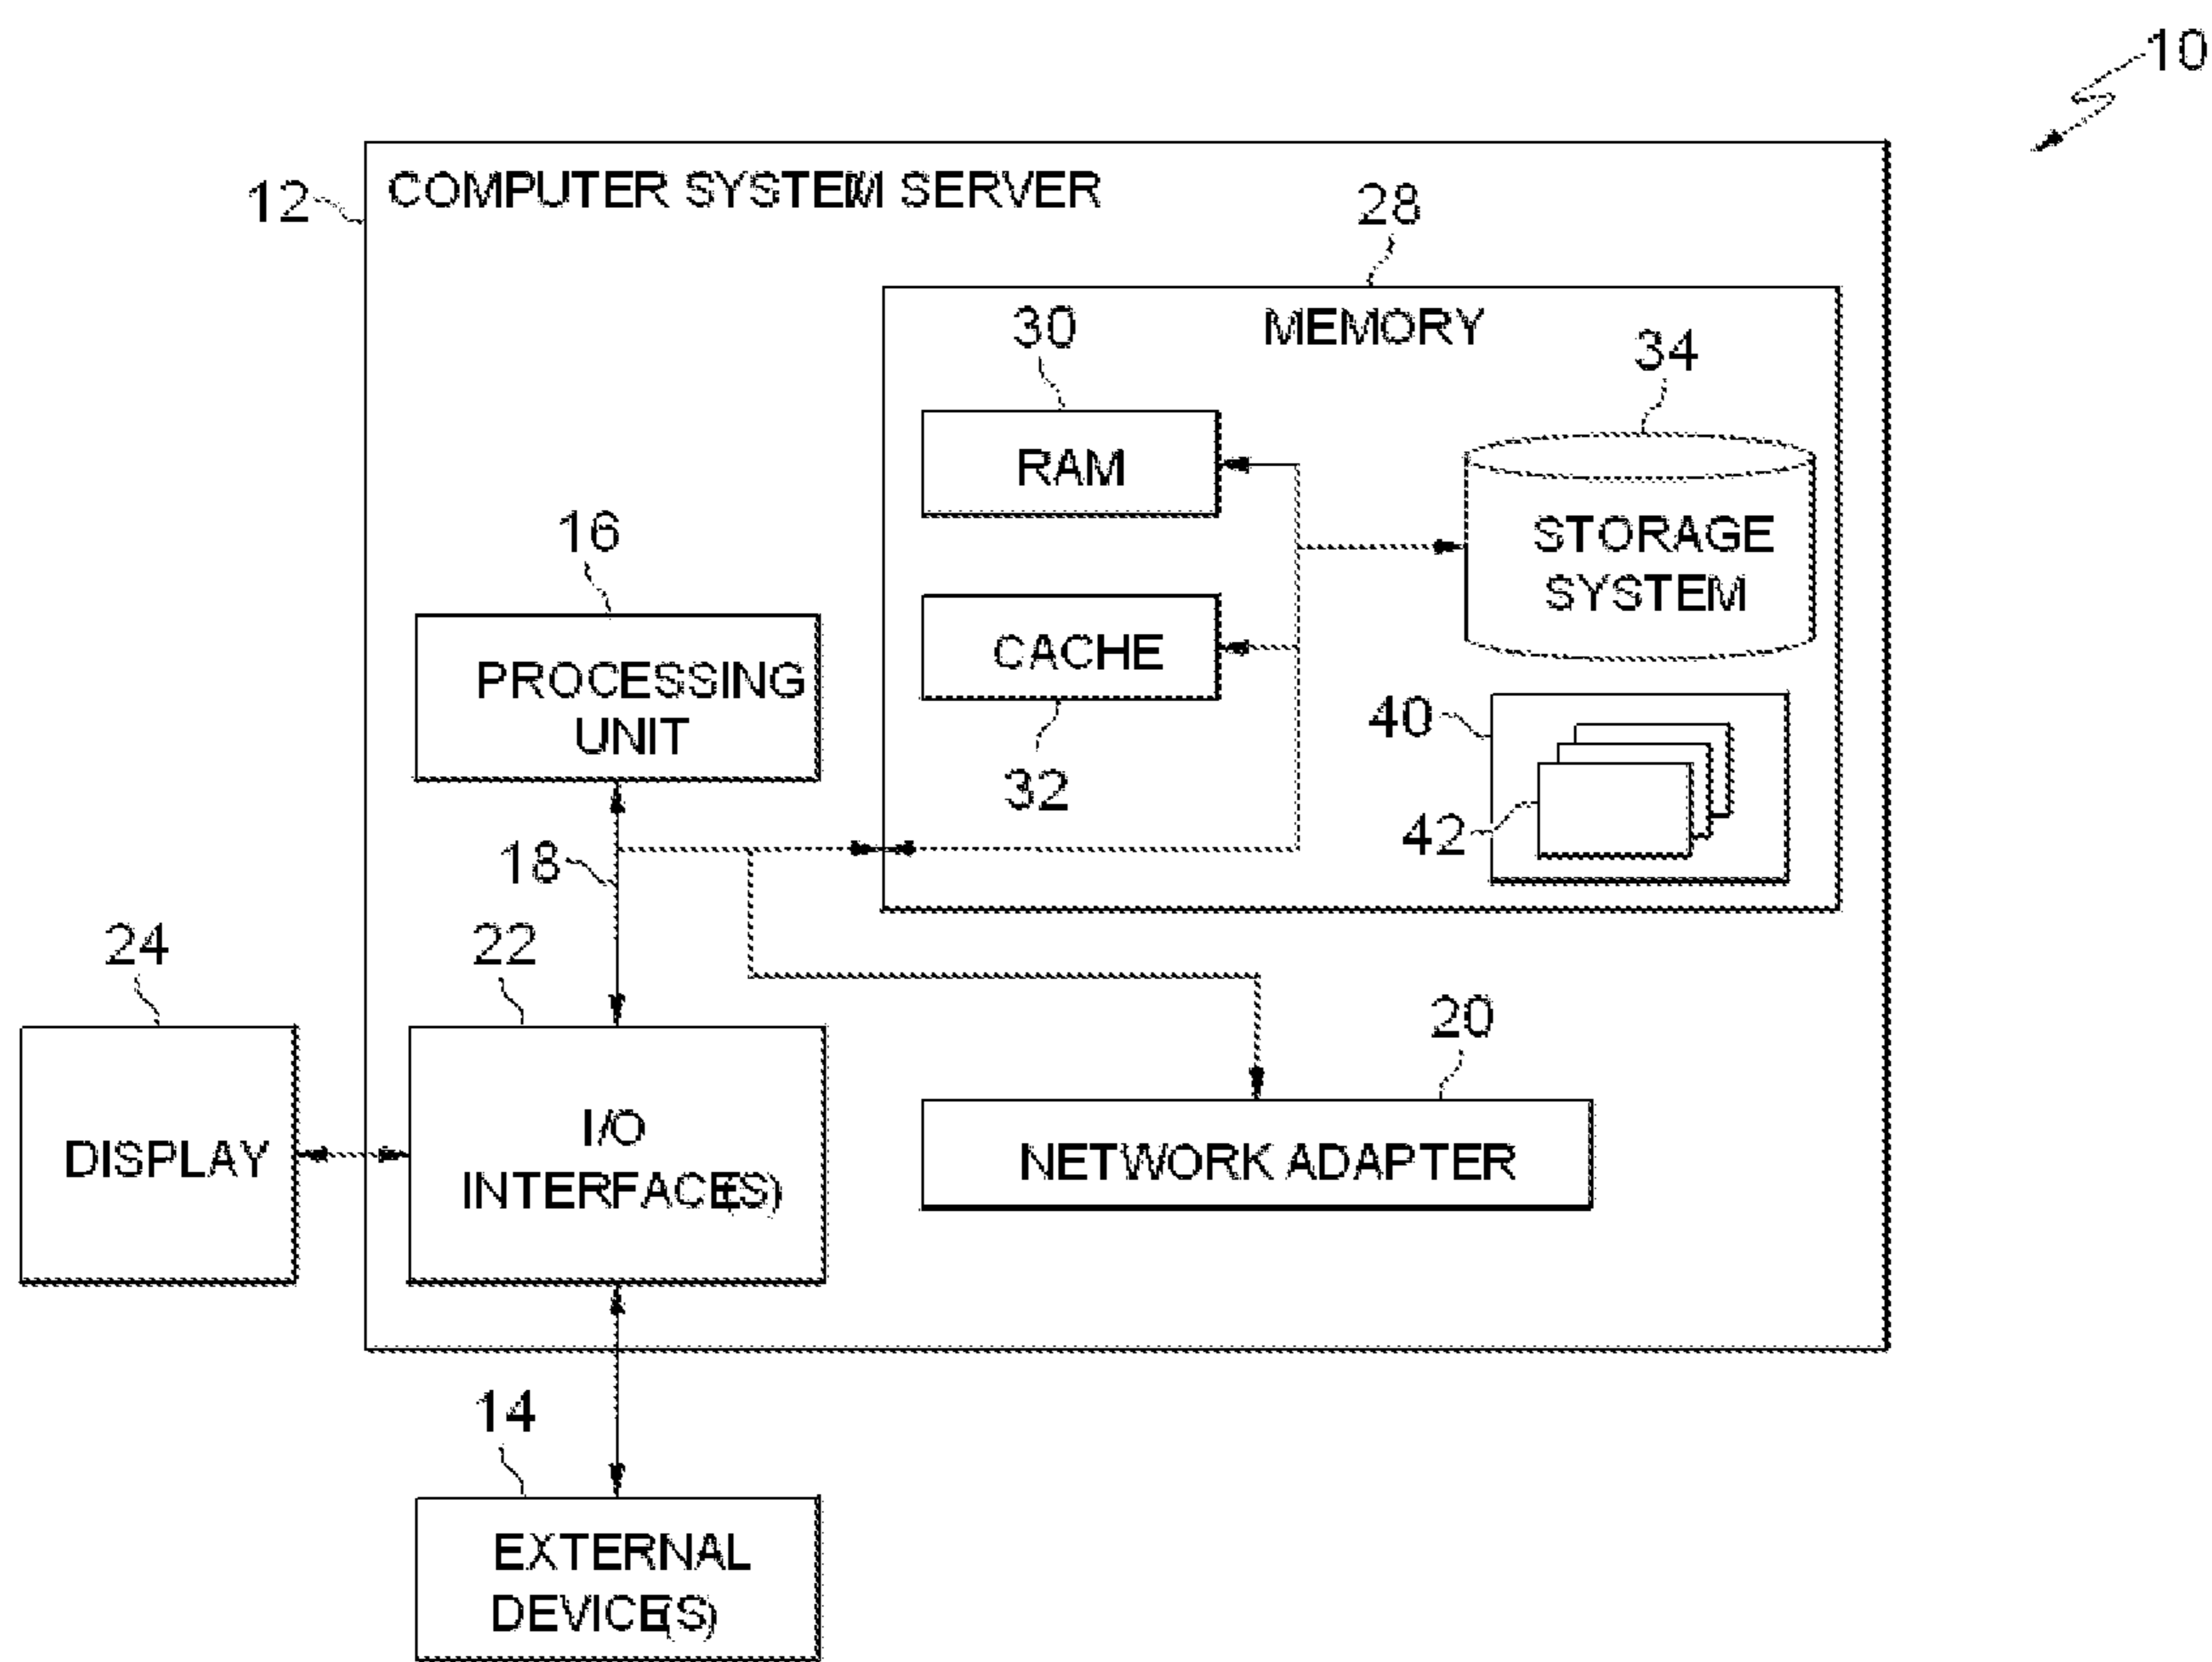 10
12
COMPUTER SYSTEM SERVER
28
MEMORY
30
34
RAM
STORAGE
SYSTEM
16
PROCESSING
UNIT
CACHE
32
40
42
18
24
22
20
DISPLAY
I/O
INTERFACE(S)
NETWORK ADAPTER
14
EXTERNAL
DEVICE(S)